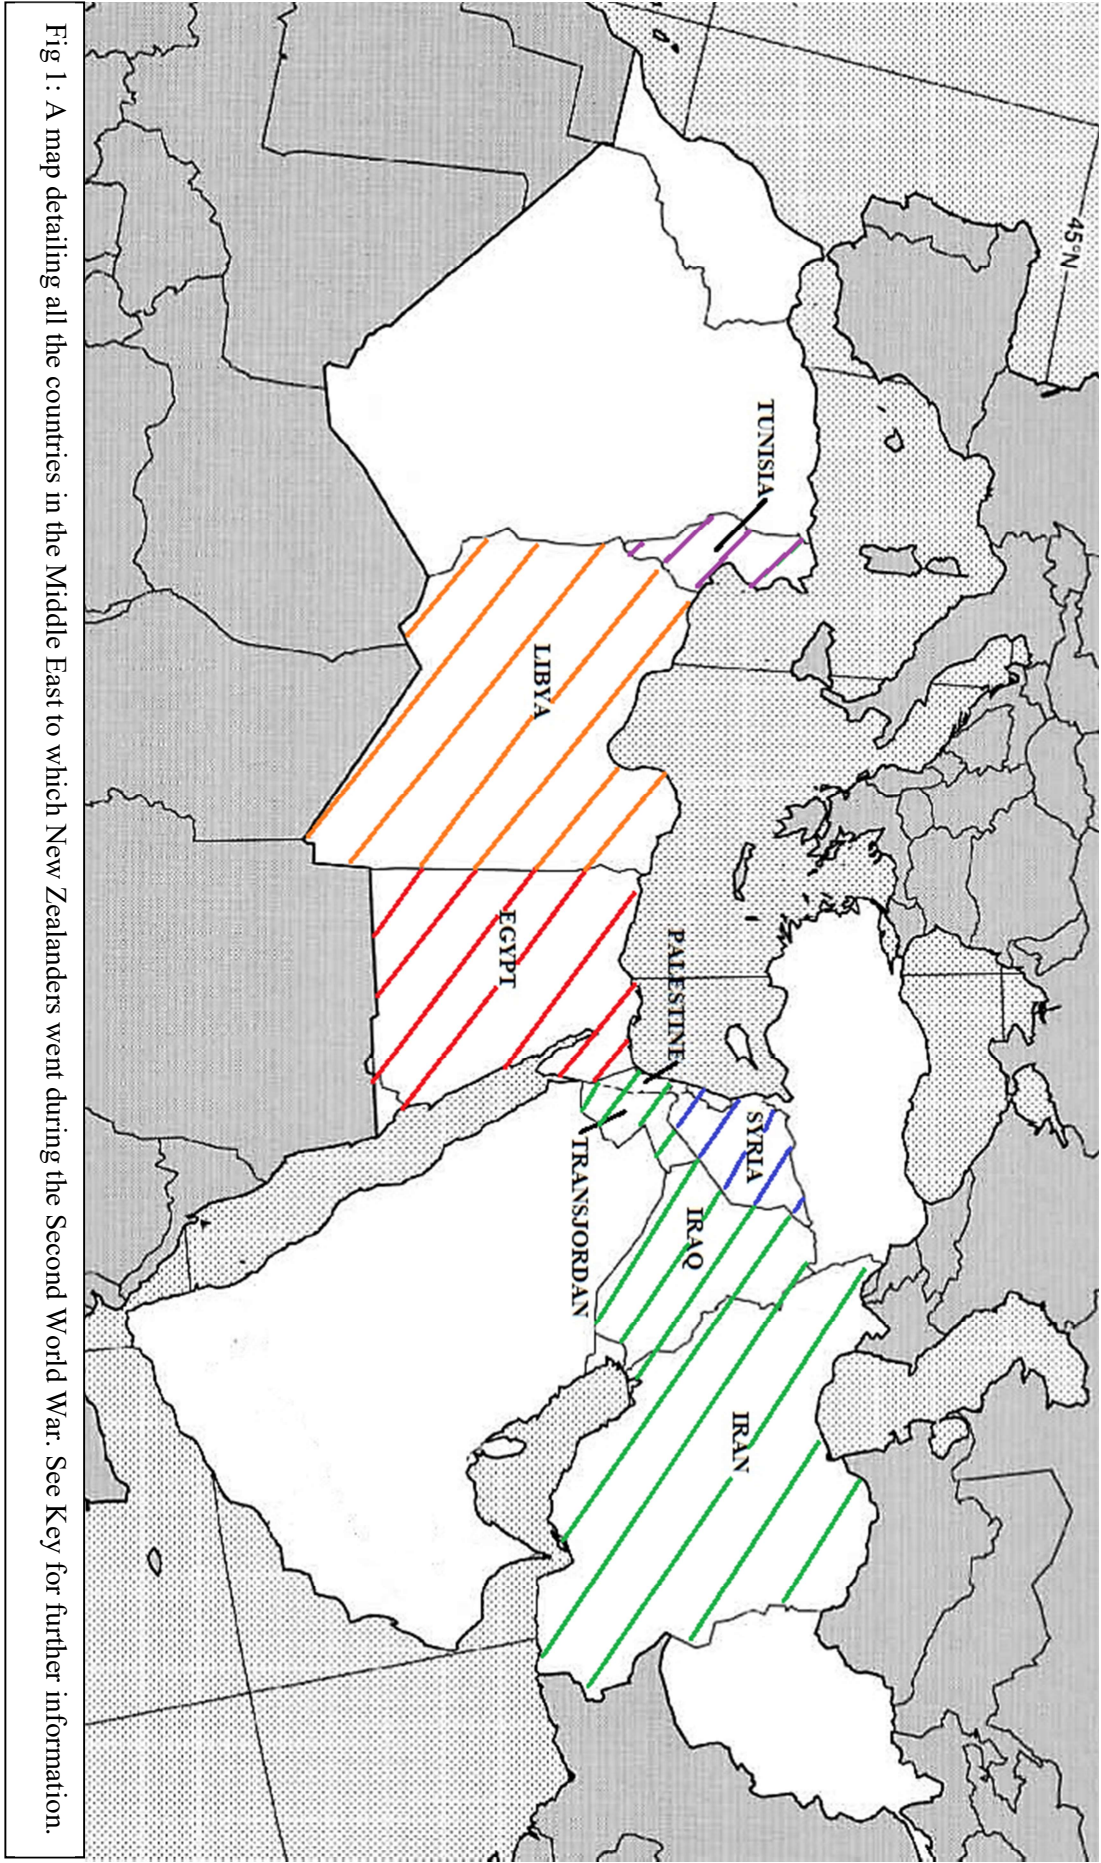 45°N
TUNISIA
LIBYA
EGYPT
PALESTINE
SYRIA
TRANSJORDAN
IRAQ
IRAN
Fig 1: A map detailing all the countries in the Middle East to which New Zealanders went during the Second World War. See Key for further information.